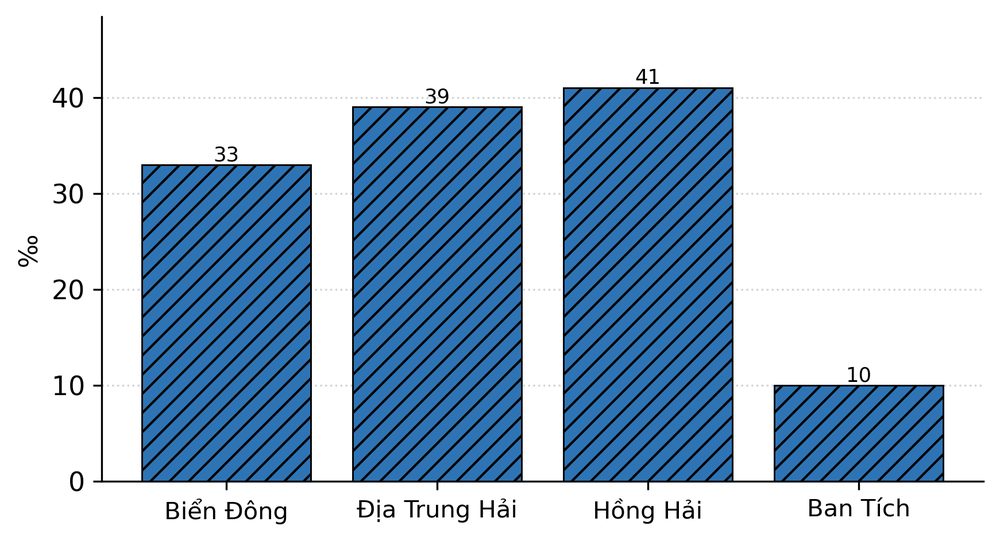 ‰
40
30
20
10
0
33
39
41
10
Biển Đông
Địa Trung Hải
Hồng Hải
Ban Tích